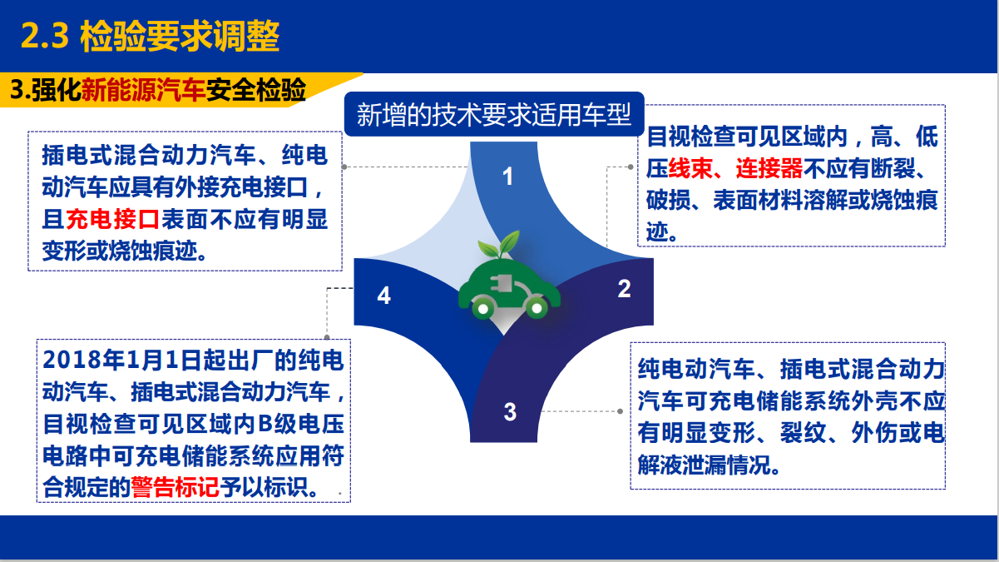 2.3 检验要求调整
3.强化新能源汽车安全检验
新增的技术要求适用车型
插电式混合动力汽车、纯电
动汽车应具有外接充电接口，
且充电接口表面不应有明显
变形或烧蚀痕迹。
1
目视检查可见区域内，高、低
压线束、连接器不应有断裂、
破损、表面材料溶解或烧蚀痕
迹。
4
2
2018年1月1日起出厂的纯电
动汽车、插电式混合动力汽车，
目视检查可见区域内B级电压
电路中可充电储能系统应用符
合规定的警告标记予以标识。 .
3
纯电动汽车、插电式混合动力
汽车可充电储能系统外壳不应
有明显变形、裂纹、外伤或电
解液泄漏情况。